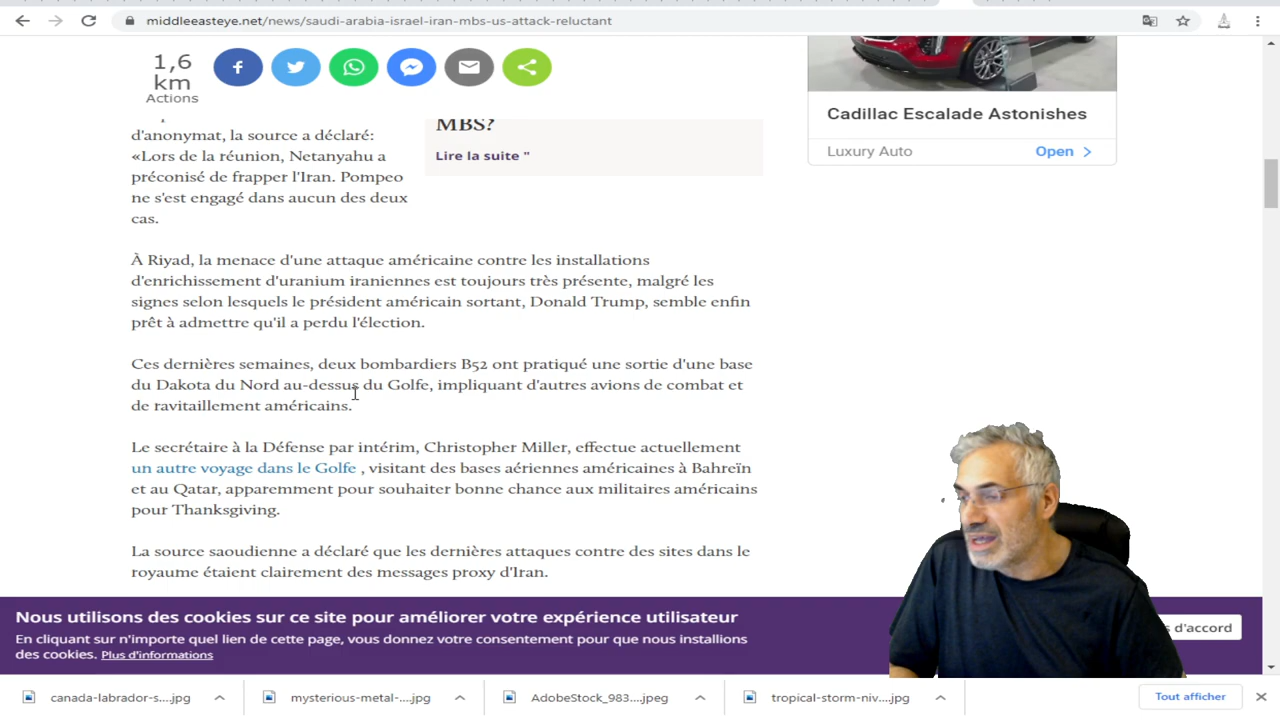 middleeasteye.net/news/saudi-arabia-israel-iran-mbs-us-attack-reluctant
1,6
km
Actions
d'anonymat, la source a déclaré:
«Lors de la réunion, Netanyahu a
préconisé de frapper l'Iran. Pompeo
ne s'est engagé dans aucun des deux
cas.
MBS?
Lire la suite "
À Riyad, la menace d'une attaque américaine contre les installations
d'enrichissement d'uranium iraniennes est toujours très présente, malgré les
signes selon lesquels le président américain sortant, Donald Trump, semble enfin
prêt à admettre qu'il a perdu l'élection.
Ces dernières semaines, deux bombardiers B52 ont pratiqué une sortie d'une base
du Dakota du Nord au-dessus du Golfe, impliquant d'autres avions de combat et
de ravitaillement américains.
Le secrétaire à la Défense par intérim, Christopher Miller, effectue actuellement
un autre voyage dans le Golfe , visitant des bases aériennes américaines à Bahreïn
et au Qatar, apparemment pour souhaiter bonne chance aux militaires américains
pour Thanksgiving.
La source saoudienne a déclaré que les dernières attaques contre des sites dans le
royaume étaient clairement des messages proxy d'Iran.
Cadillac Escalade Astonishes
Luxury Auto
Open >
Nous utilisons des cookies sur ce site pour améliorer votre expérience utilisateur
En cliquant sur n'importe quel lien de cette page, vous donnez votre consentement pour que nous installions
des cookies. Plus d'informations
d'accord
canada-labrador-s....jpg
mysterious-metal-....jpg
AdobeStock_983....jpeg
tropical-storm-niv....jpg
Tout afficher